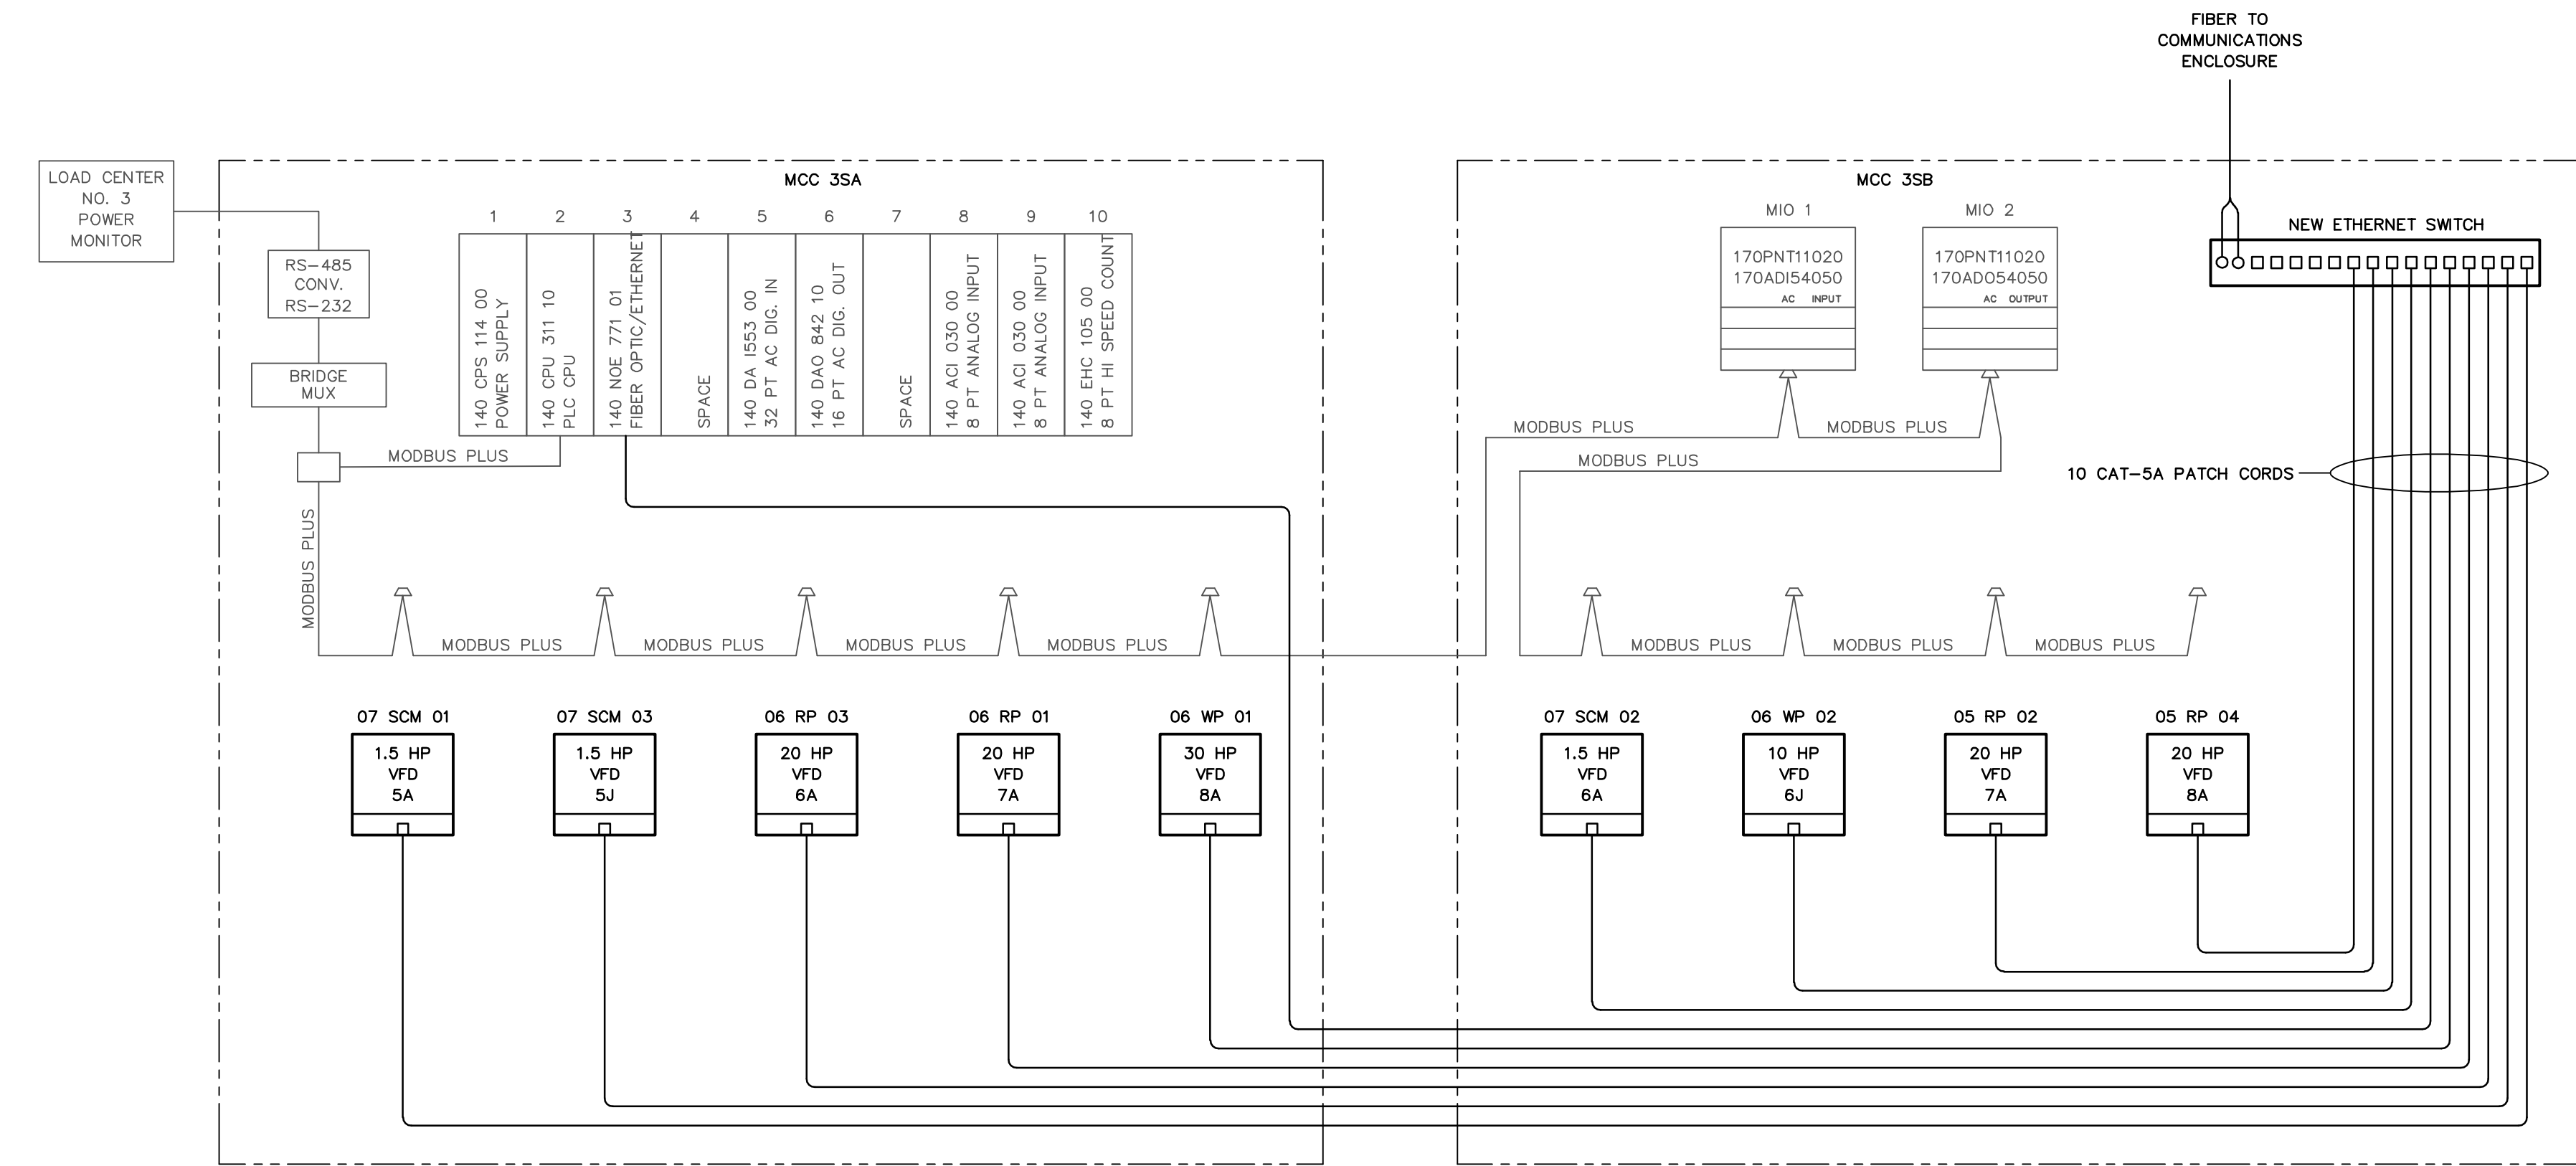 FIBER TO
COMMUNICATIONS
ENCLOSURE
LOAD CENTER
NO. 3
POWER
MONITOR
RS-485
CONV.
RS-232
BRIDGE
MUX
MODBUS PLUS
MODBUS PLUS
MCC 3SA
1 2 3 4 5 6 7 8 9 10
140 CPS 114 00
POWER SUPPLY
140 CPU 311 10
PLC CPU
140 NOE 771 01
FIBER OPTIC/ETHERNET
SPACE
140 DA I553 00
32 PT AC DIG. IN
140 DAO 842 10
16 PT AC DIG. OUT
SPACE
140 ACI 030 00
8 PT ANALOG INPUT
140 ACI 030 00
8 PT ANALOG INPUT
140 EHC 105 00
8 PT HI SPEED COUNT
MODBUS PLUS MODBUS PLUS MODBUS PLUS MODBUS PLUS
07 SCM 01
1.5 HP
VFD
5A
07 SCM 03
1.5 HP
VFD
5J
06 RP 03
20 HP
VFD
6A
06 RP 01
20 HP
VFD
7A
06 WP 01
30 HP
VFD
8A
MCC 3SB
MIO 1
170PNT11020
170ADI54050
AC INPUT
MIO 2
170PNT11020
170ADO54050
AC OUTPUT
NEW ETHERNET SWITCH
MODBUS PLUS MODBUS PLUS
MODBUS PLUS
10 CAT-5A PATCH CORDS
MODBUS PLUS MODBUS PLUS MODBUS PLUS
07 SCM 02
1.5 HP
VFD
6A
06 WP 02
10 HP
VFD
6J
05 RP 02
20 HP
VFD
7A
05 RP 04
20 HP
VFD
8A